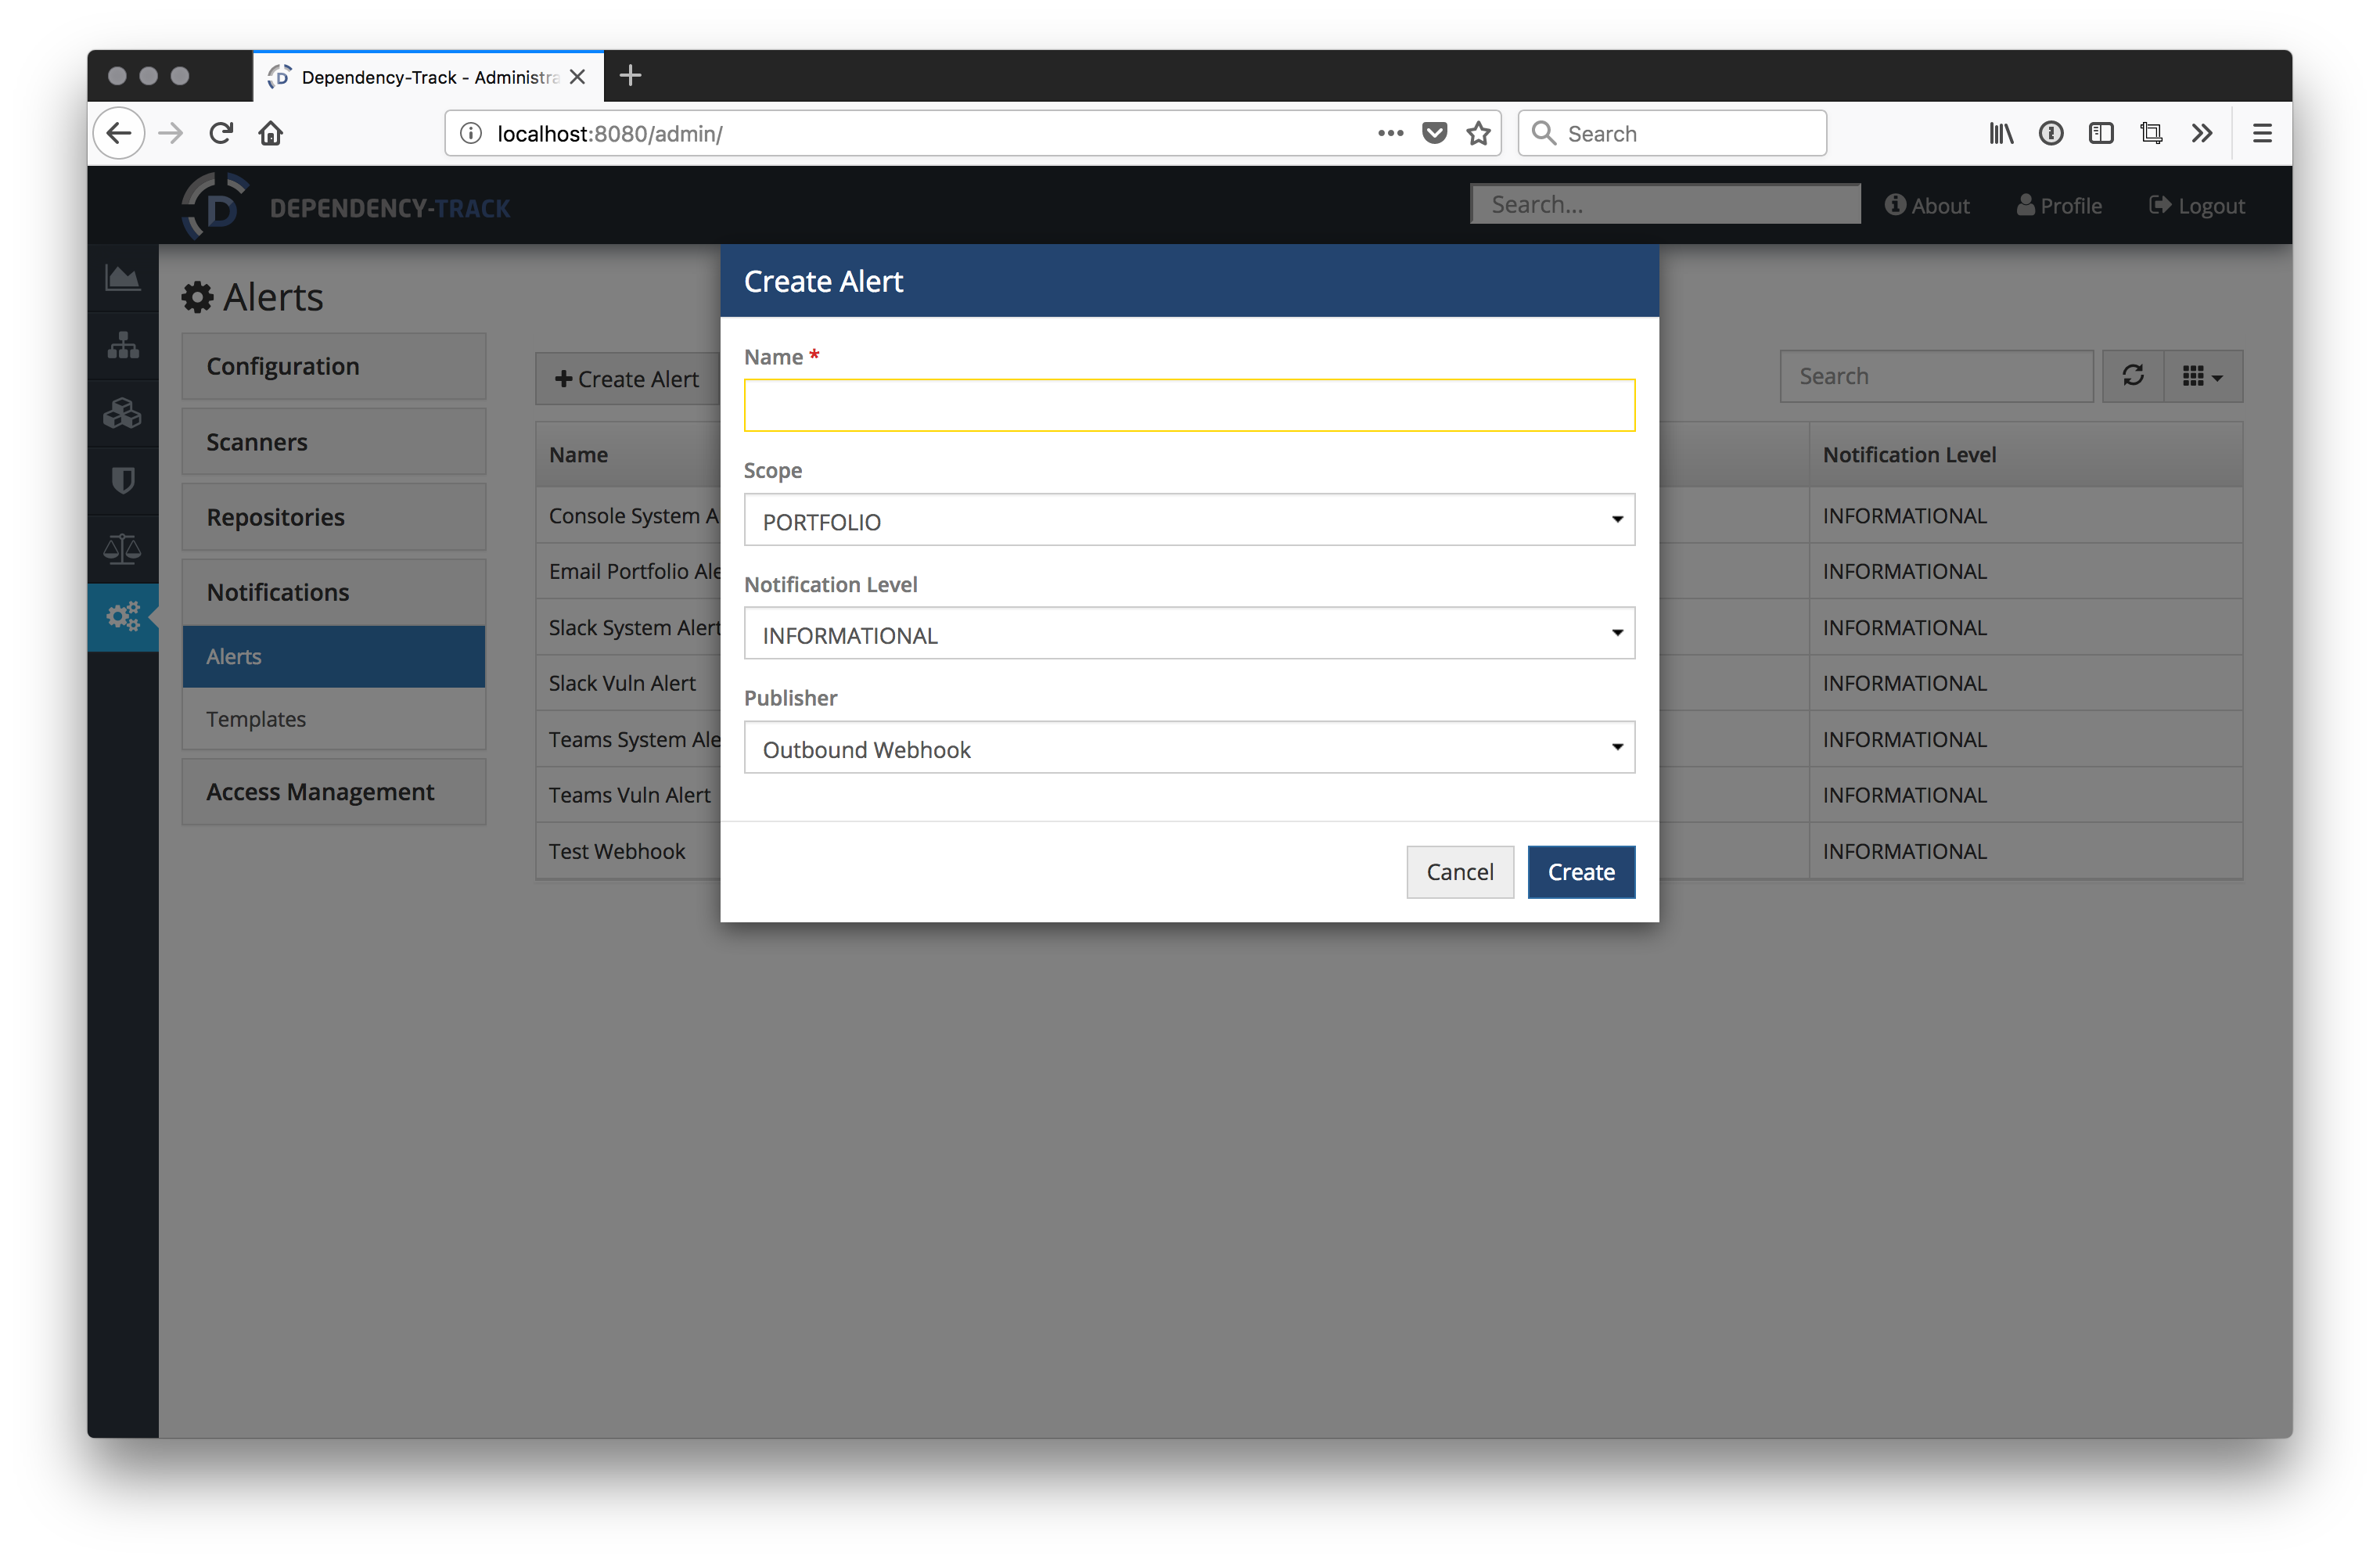 Dependency-Track - Administra
localhost:8080/admin/
Search
DEPENDENCY-TRACK
Search...
About
Profile
Logout
Alerts
Configuration
Scanners
Repositories
Notifications
Alerts
Templates
Access Management
Create Alert
Search
Name
Notification Level
Console System A
INFORMATIONAL
Email Portfolio Ale
INFORMATIONAL
Slack System Alert
INFORMATIONAL
Slack Vuln Alert
INFORMATIONAL
Teams System Ale
INFORMATIONAL
Teams Vuln Alert
INFORMATIONAL
Test Webhook
INFORMATIONAL
Create Alert
Name *
Scope
PORTFOLIO
Notification Level
INFORMATIONAL
Publisher
Outbound Webhook
Cancel
Create